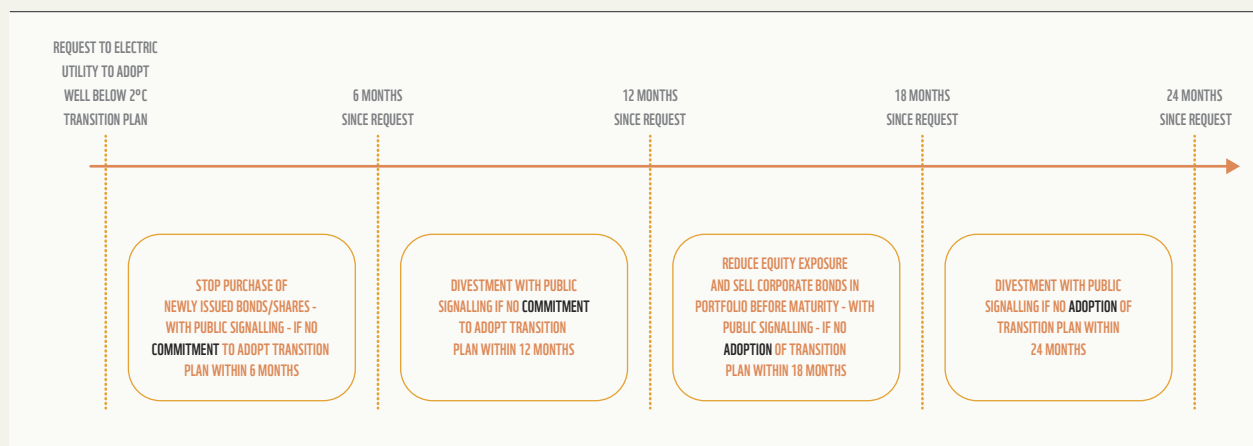 REQUEST TO ELECTRIC
UTILITY TO ADOPT
WELL BELOW 2ºC
TRANSITION PLAN
6 MONTHS
SINCE REQUEST
12 MONTHS
SINCE REQUEST
18 MONTHS
SINCE REQUEST
24 MONTHS
SINCE REQUEST
STOP PURCHASE OF
NEWLY ISSUED BONDS/SHARES -
WITH PUBLIC SIGNALLING - IF NO
COMMITMENT TO ADOPT TRANSITION
PLAN WITHIN 6 MONTHS
DIVESTMENT WITH PUBLIC
SIGNALLING IF NO COMMITMENT
TO ADOPT TRANSITION
PLAN WITHIN 12 MONTHS
REDUCE EQUITY EXPOSURE
AND SELL CORPORATE BONDS IN
PORTFOLIO BEFORE MATURITY - WITH
PUBLIC SIGNALLING - IF NO
ADOPTION OF TRANSITION
PLAN WITHIN 18 MONTHS
DIVESTMENT WITH PUBLIC
SIGNALLING IF NO ADOPTION OF
TRANSITION PLAN WITHIN
24 MONTHS